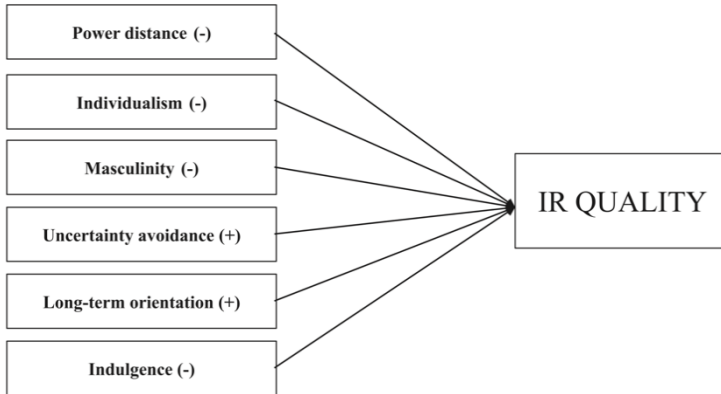 Power distance (-)
Individualism (-)
Masculinity (-)
Uncertainty avoidance (+)
Long-term orientation (+)
Indulgence (-)
IR QUALITY